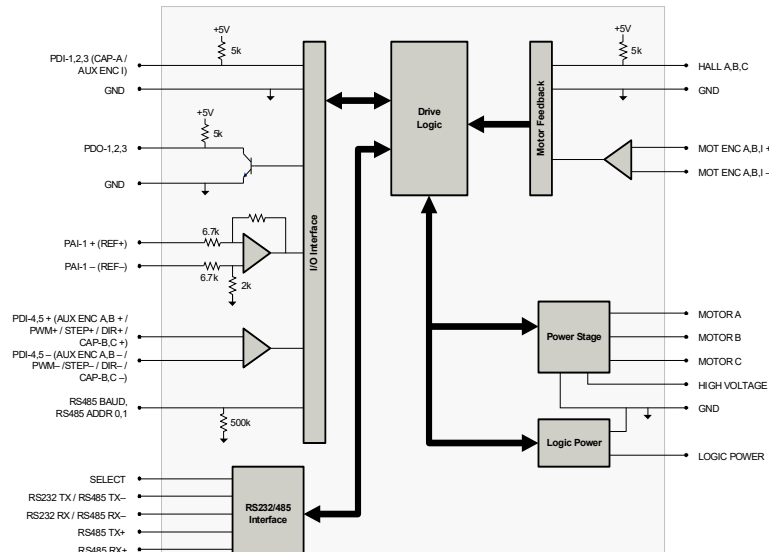 +5V
5k
PDI-1,2,3 (CAP-A /
AUX ENC I)
GND
+5V
5k
PDO-1,2,3
GND
PAI-1 + (REF+)
6.7k
PAI-1 – (REF–)
6.7k
2k
PDI-4,5 + (AUX ENC A,B + /
PWM+ / STEP+ / DIR+ /
CAP-B,C +)
PDI-4,5 – (AUX ENC A,B – /
PWM– /STEP– / DIR– /
CAP-B,C –)
RS485 BAUD,
RS485 ADDR 0,1
500k
SELECT
RS232 TX / RS485 TX–
RS232 RX / RS485 RX–
RS485 TX+
RS485 RX+
I/O Interface
RS232/485
Interface
Drive
Logic
Motor Feedback
+5V
5k
HALL A,B,C
GND
MOT ENC A,B,I +
MOT ENC A,B,I –
Power Stage
MOTOR A
MOTOR B
MOTOR C
HIGH VOLTAGE
GND
Logic Power
LOGIC POWER